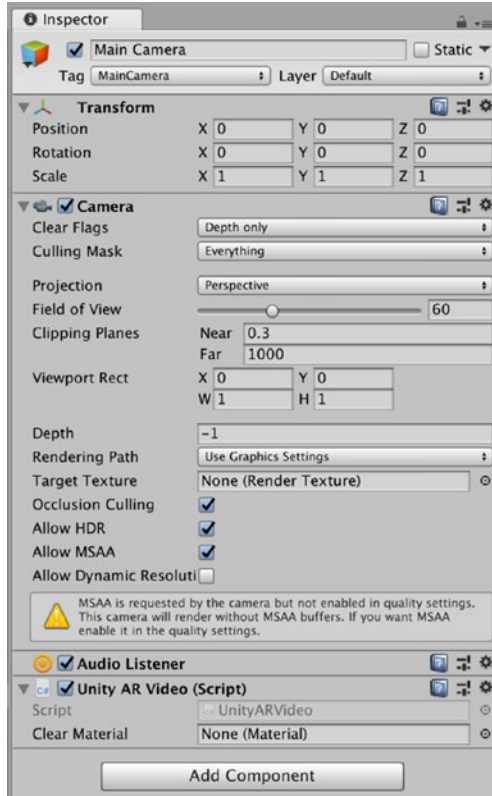 Inspector
Main Camera Static
Tag MainCamera Layer Default
Transform
Position X 0 Y 0 Z 0
Rotation X 0 Y 0 Z 0
Scale X 1 Y 1 Z 1
Camera
Clear Flags Depth only
Culling Mask Everything
Projection Perspective
Field of View 60
Clipping Planes Near 0.3
Far 1000
Viewport Rect X 0 Y 0
W 1 H 1
Depth -1
Rendering Path Use Graphics Settings
Target Texture None (Render Texture)
Occlusion Culling
Allow HDR
Allow MSAA
Allow Dynamic Resoluti
MSAA is requested by the camera but not enabled in quality settings.
This camera will render without MSAA buffers. If you want MSAA
enable it in the quality settings.
Audio Listener
C# Unity AR Video (Script)
Script UnityARVideo
Clear Material None (Material)
Add Component